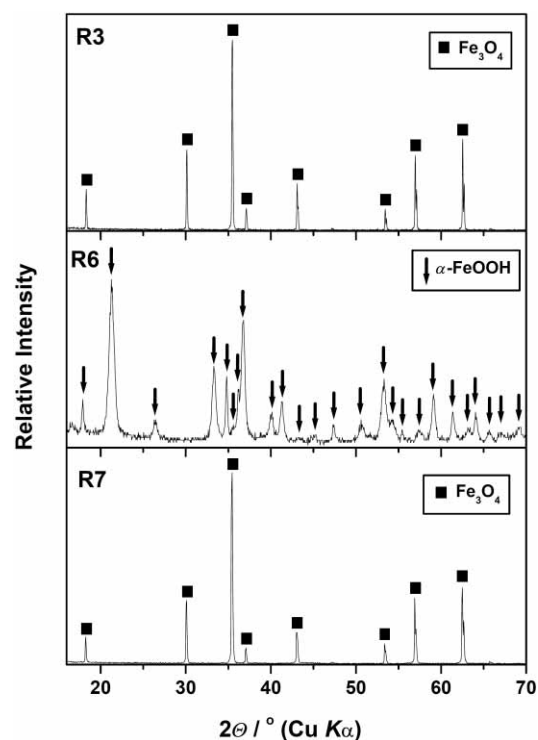 R3
■ Fe₃O₄
R6
α-FeOOH
R7
■ Fe₃O₄
Relative Intensity
20 30 40 50 60 70
2Θ / ° (Cu Kα)